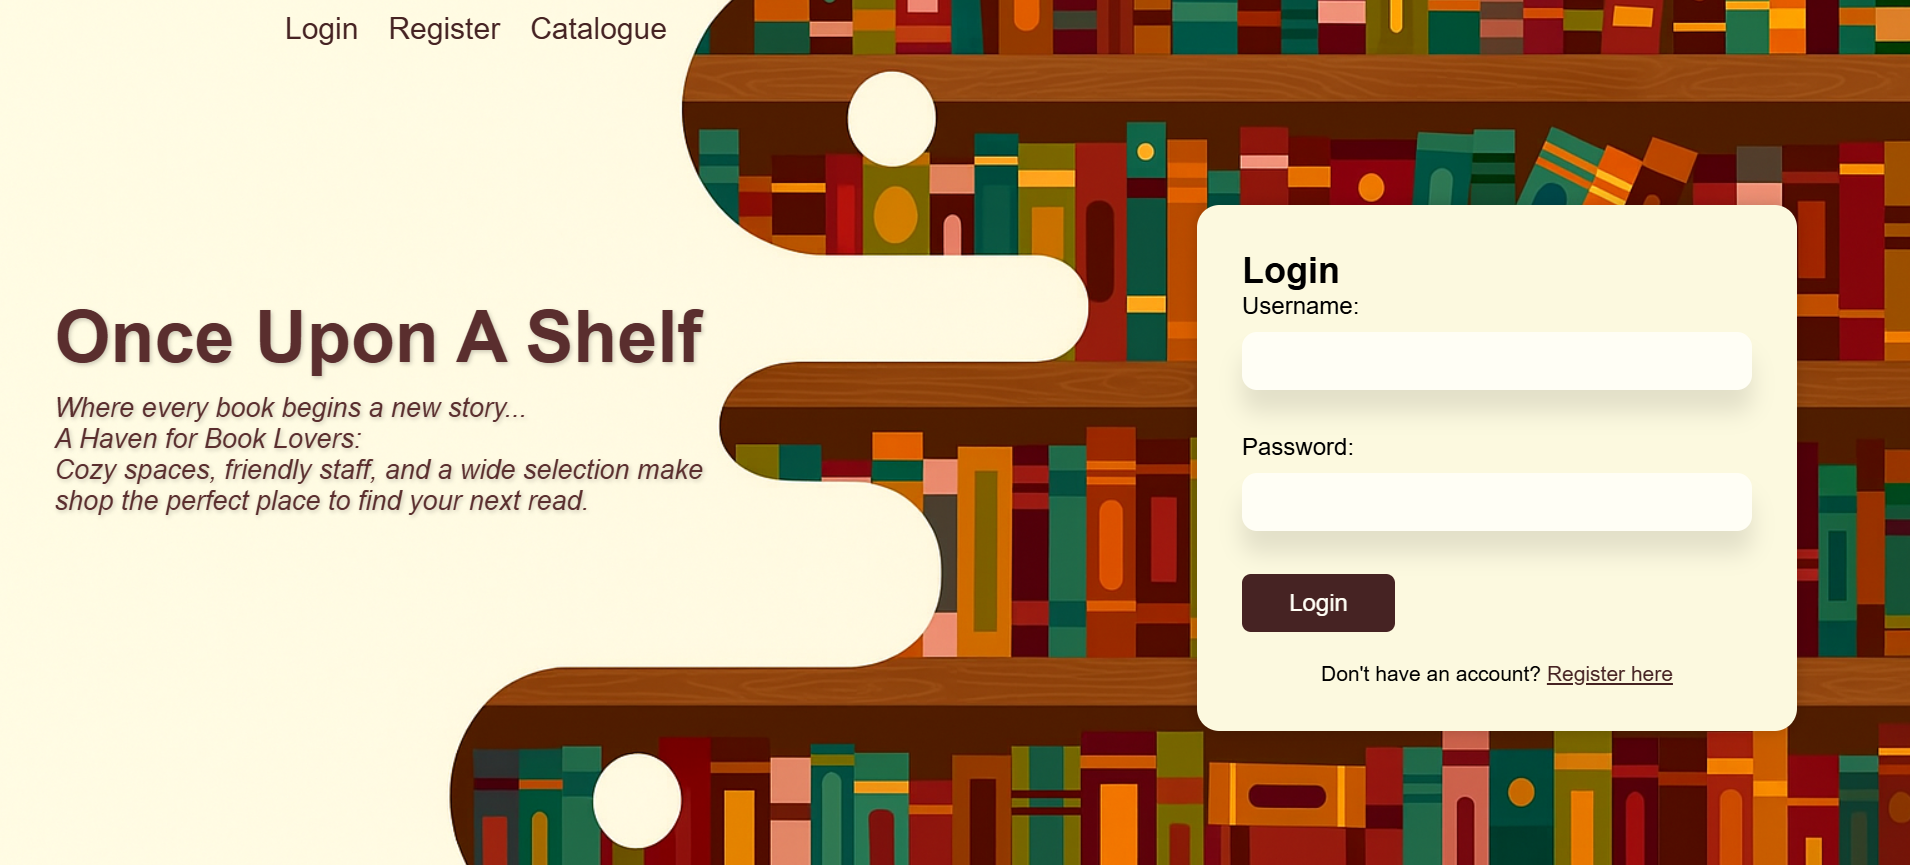 Login Register Catalogue
Once Upon A Shelf
Where every book begins a new story...
A Haven for Book Lovers:
Cozy spaces, friendly staff, and a wide selection make
shop the perfect place to find your next read.
Login
Username:
Password:
Login
Don't have an account? Register here